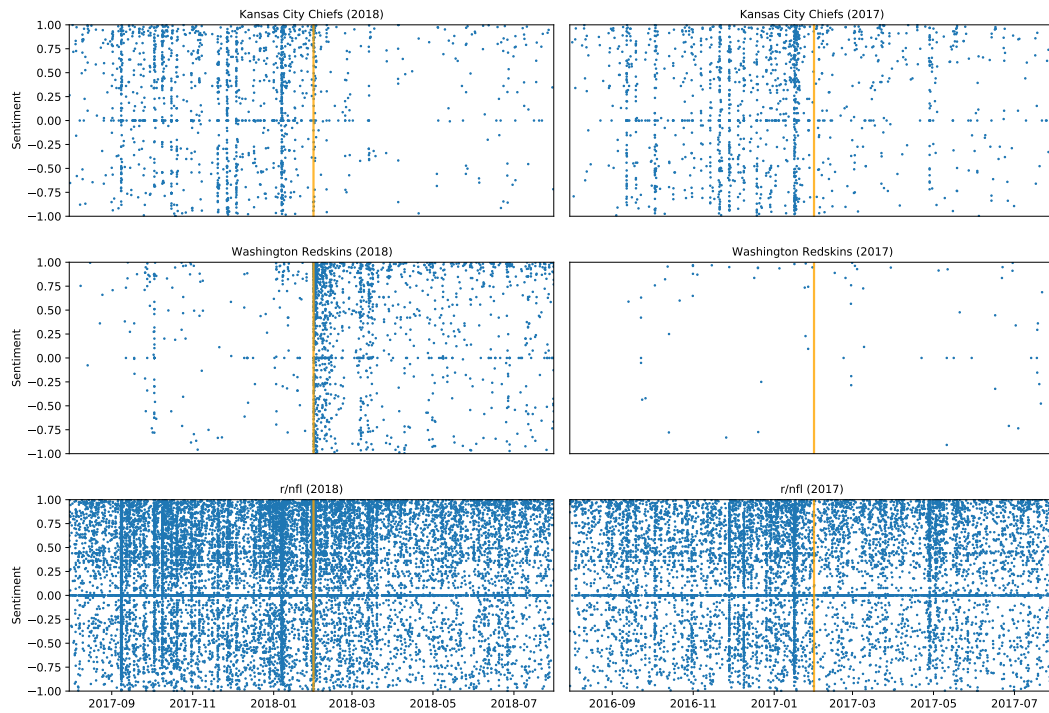 Kansas City Chiefs (2018)
Kansas City Chiefs (2017)
1.00
0.75
0.50
0.25
0.00
−0.25
−0.50
−0.75
−1.00
Sentiment
Washington Redskins (2018)
Washington Redskins (2017)
1.00
0.75
0.50
0.25
0.00
−0.25
−0.50
−0.75
−1.00
Sentiment
r/nfl (2018)
r/nfl (2017)
1.00
0.75
0.50
0.25
0.00
−0.25
−0.50
−0.75
−1.00
Sentiment
2017-09 2017-11 2018-01 2018-03 2018-05 2018-07
2016-09 2016-11 2017-01 2017-03 2017-05 2017-07